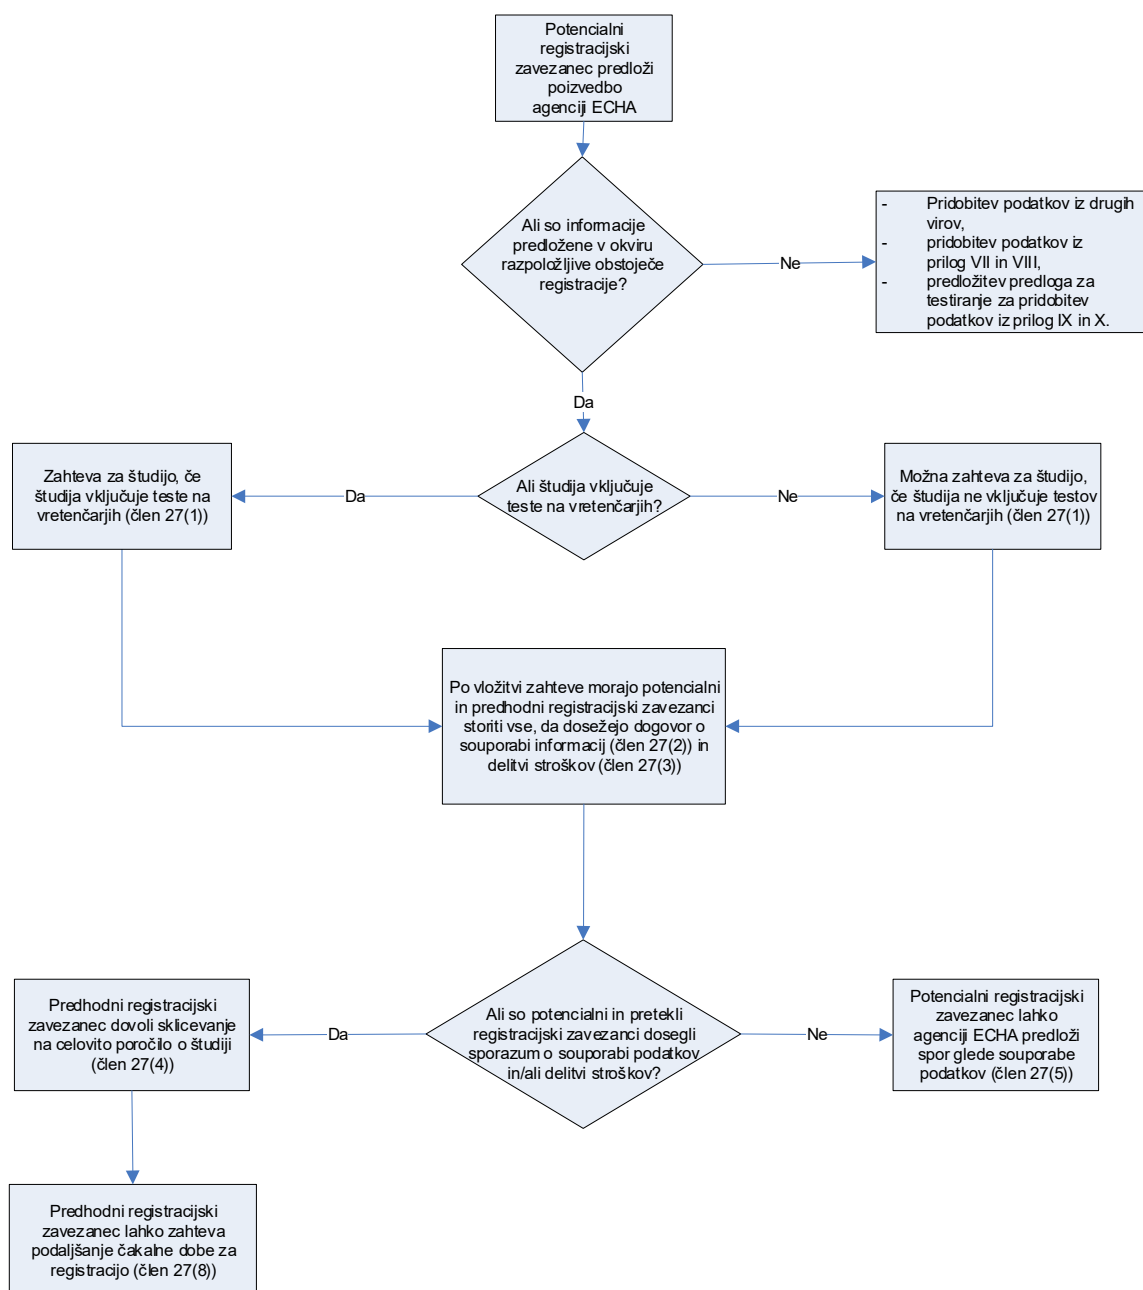 Potencialni
registracijski
zavezanec predloži
poizvedbo
agenciji ECHA
Ali so informacije
predložene v okviru
razpoložljive obstoječe
registracije?
Ne
- Pridobitev podatkov iz drugih
virov,
- pridobitev podatkov iz
prilog VII in VIII,
- predložitev predloga za
testiranje za pridobitev
podatkov iz prilog IX in X.
Da
Zahteva za študijo, če
študija vključuje teste na
vretenčarjih (člen 27(1))
Da
Ali študija vključuje
teste na vretenčarjih?
Ne
Možna zahteva za študijo,
če študija ne vključuje testov
na vretenčarjih (člen 27(1))
Po vložitvi zahteve morajo potencialni
in predhodni registracijski zavezanci
storiti vse, da dosežejo dogovor o
souporabi informacij (člen 27(2)) in
delitvi stroškov (člen 27(3))
Predhodni registracijski
zavezanec dovoli sklicevanje
na celovito poročilo o študiji
(člen 27(4))
Da
Ali so potencialni in pretekli
registracijski zavezanci dosegli
sporazum o souporabi podatkov
in/ali delitvi stroškov?
Ne
Potencialni registracijski
zavezanec lahko
agenciji ECHA predloži
spor glede souporabe
podatkov (člen 27(5))
Predhodni registracijski
zavezanec lahko zahteva
podaljšanje čakalne dobe za
registracijo (člen 27(8))